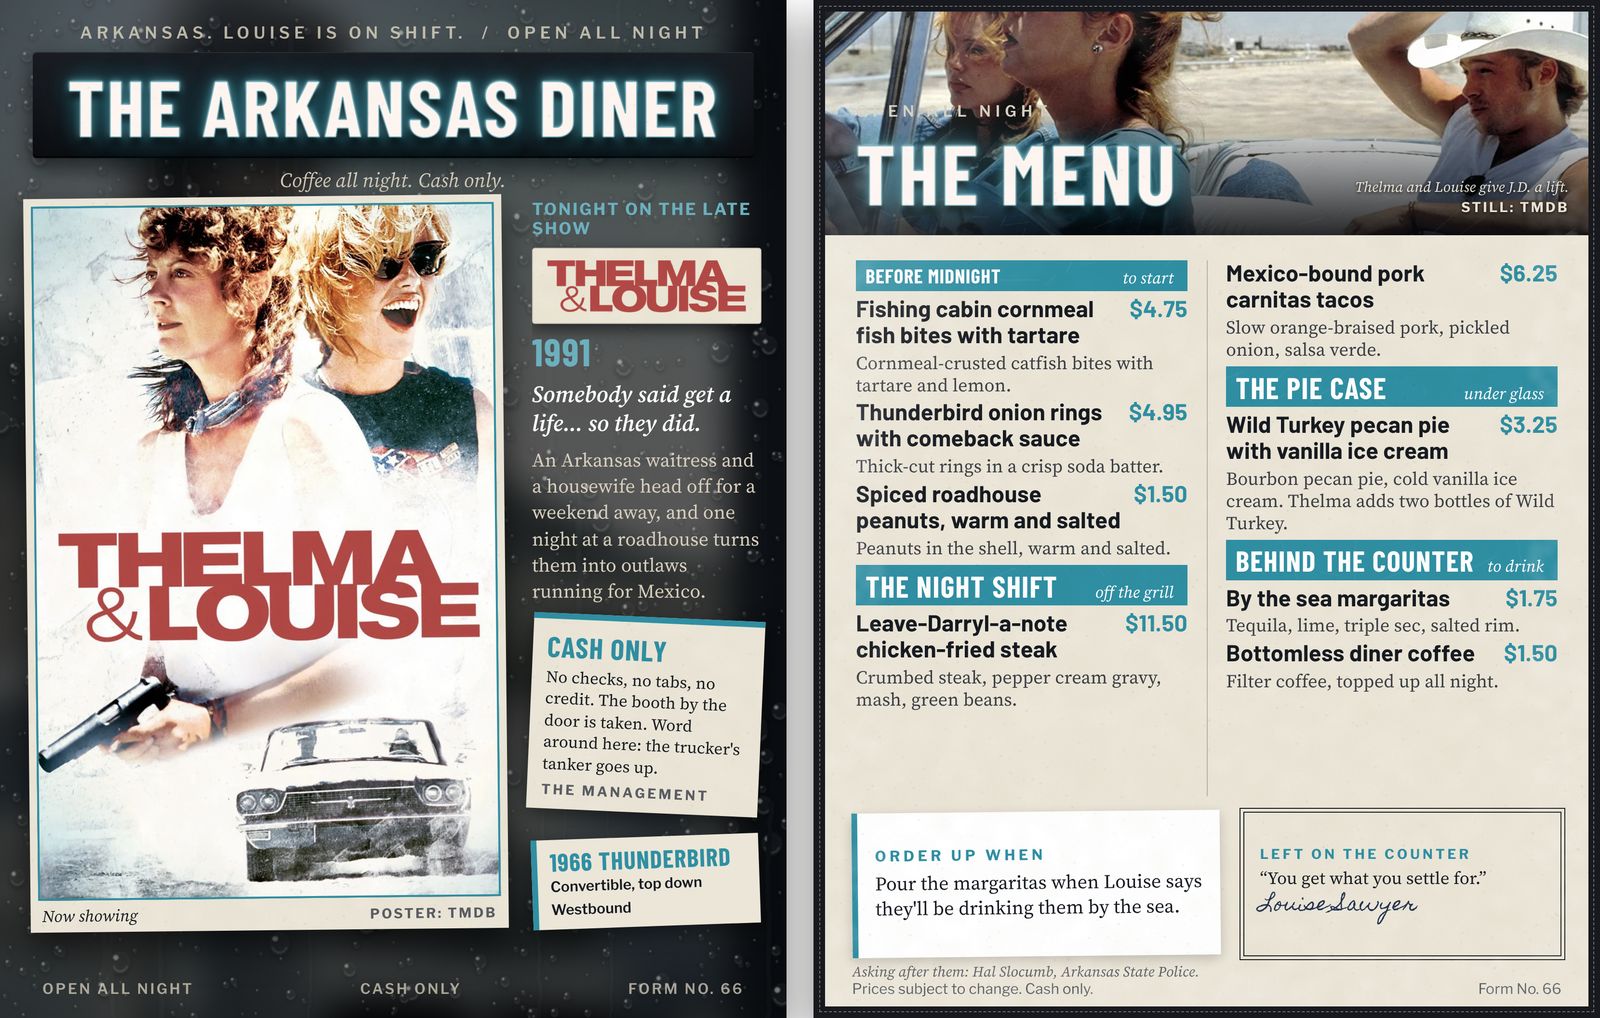 ARKANSAS. LOUISE IS ON SHIFT. / OPEN ALL NIGHT
THE ARKANSAS DINER
Coffee all night. Cash only.
THELMA
& LOUISE
Now showing
POSTER: TMDB
TONIGHT ON THE LATE
SHOW
THELMA
& LOUISE
1991
Somebody said get a
life... so they did.
An Arkansas waitress and
a housewife head off for a
weekend away, and one
night at a roadhouse turns
them into outlaws
running for Mexico.
CASH ONLY
No checks, no tabs, no
credit. The booth by the
door is taken. Word
around here: the trucker's
tanker goes up.
THE MANAGEMENT
1966 THUNDERBIRD
Convertible, top down
Westbound
OPEN ALL NIGHT
CASH ONLY
FORM NO. 66
OPEN ALL NIGHT
THE MENU
Thelma and Louise give J.D. a lift.
STILL: TMDB
BEFORE MIDNIGHT to start
Fishing cabin cornmeal $4.75
fish bites with tartare
Cornmeal-crusted catfish bites with
tartare and lemon.
Thunderbird onion rings $4.95
with comeback sauce
Thick-cut rings in a crisp soda batter.
Spiced roadhouse $1.50
peanuts, warm and salted
Peanuts in the shell, warm and salted.
THE NIGHT SHIFT off the grill
Leave-Darryl-a-note $11.50
chicken-fried steak
Crumbed steak, pepper cream gravy,
mash, green beans.
Mexico-bound pork $6.25
carnitas tacos
Slow orange-braised pork, pickled
onion, salsa verde.
THE PIE CASE under glass
Wild Turkey pecan pie $3.25
with vanilla ice cream
Bourbon pecan pie, cold vanilla ice
cream. Thelma adds two bottles of Wild
Turkey.
BEHIND THE COUNTER to drink
By the sea margaritas $1.75
Tequila, lime, triple sec, salted rim.
Bottomless diner coffee $1.50
Filter coffee, topped up all night.
ORDER UP WHEN
Pour the margaritas when Louise says
they'll be drinking them by the sea.
LEFT ON THE COUNTER
“You get what you settle for.”
Louise Sawyer
Asking after them: Hal Slocumb, Arkansas State Police.
Prices subject to change. Cash only.
Form No. 66